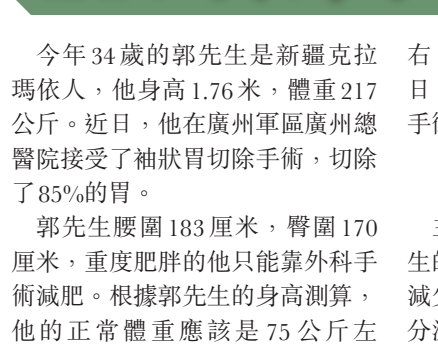 今年34歲的郭先生是新疆克拉
瑪依人，他身高1.76米，體重217
公斤。近日，他在廣州軍區廣州總
醫院接受了袖狀胃切除手術，切除
了85%的胃。
郭先生腰圍183厘米，臀圍170
厘米，重度肥胖的他只能靠外科手
術減肥。根據郭先生的身高測算，
他的正常體重應該是75公斤左
右
日
手術
生的
減少